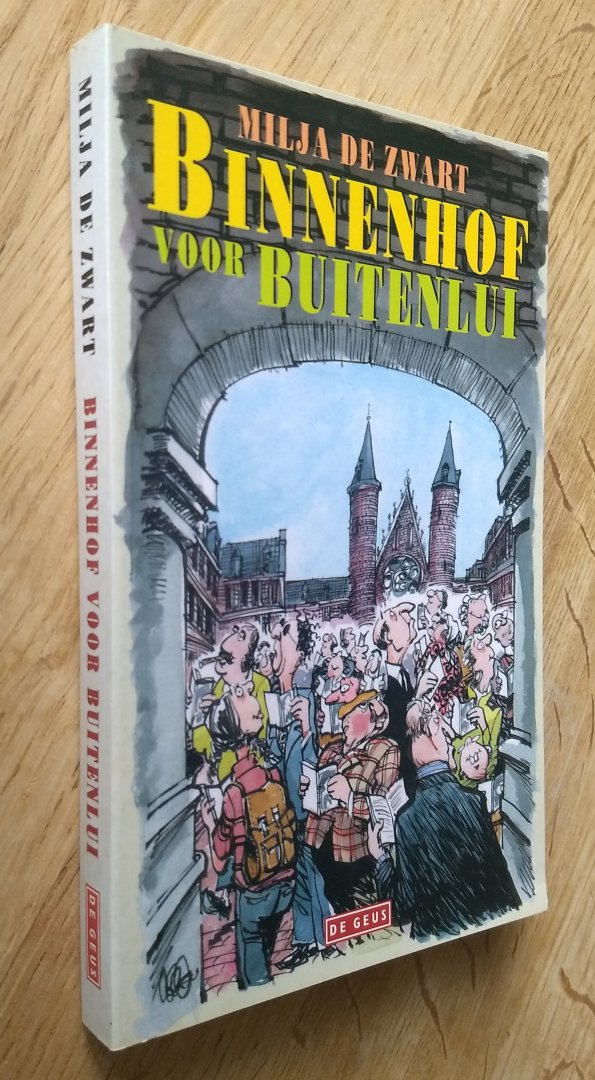 MILJA DE ZWART
BINNENHOF
VOOR BUITENLUI
DE GEUS
MILJA DE ZWART BINNENHOF VOOR BUITENLUI
DE GEUS